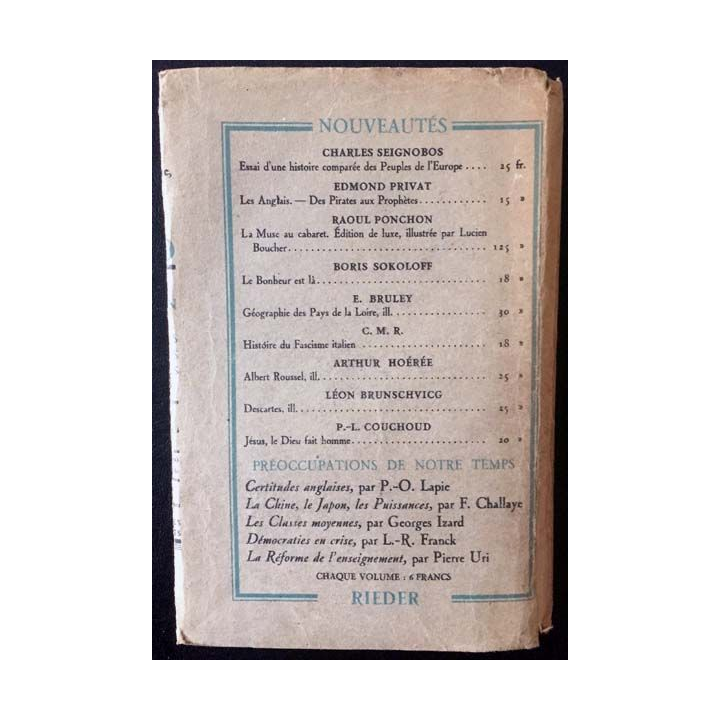 NOUVEAUTÉS
CHARLES SEIGNOBOS
Essai d'une histoire comparée des Peuples de l'Europe .... 25 fr.
EDMOND PRIVAT
Les Anglais. — Des Pirates aux Prophètes............ 15 »
RAOUL PONCHON
La Muse au cabaret. Édition de luxe, illustrée par Lucien
Boucher................................ 125 »
BORIS SOKOLOFF
Le Bonheur est là........................... 18 »
E. BRULEY
Géographie des Pays de la Loire, ill.............. 30 »
C. M. R.
Histoire du Fascisme italien .................... 18 »
ARTHUR HOÉRÉE
Albert Roussel, ill........................... 25 »
LÉON BRUNSCHVICG
Descartes, ill............................... 25 »
P.-L. COUCHOUD
Jésus, le Dieu fait homme..................... 20 »
PRÉOCCUPATIONS DE NOTRE TEMPS
Certitudes anglaises, par P.-O. Lapie
La Chine, le Japon, les Puissances, par F. Challaye
Les Classes moyennes, par Georges Izard
Démocraties en crise, par L.-R. Franck
La Réforme de l'enseignement, par Pierre Uri
CHAQUE VOLUME : 6 FRANCS
RIEDER